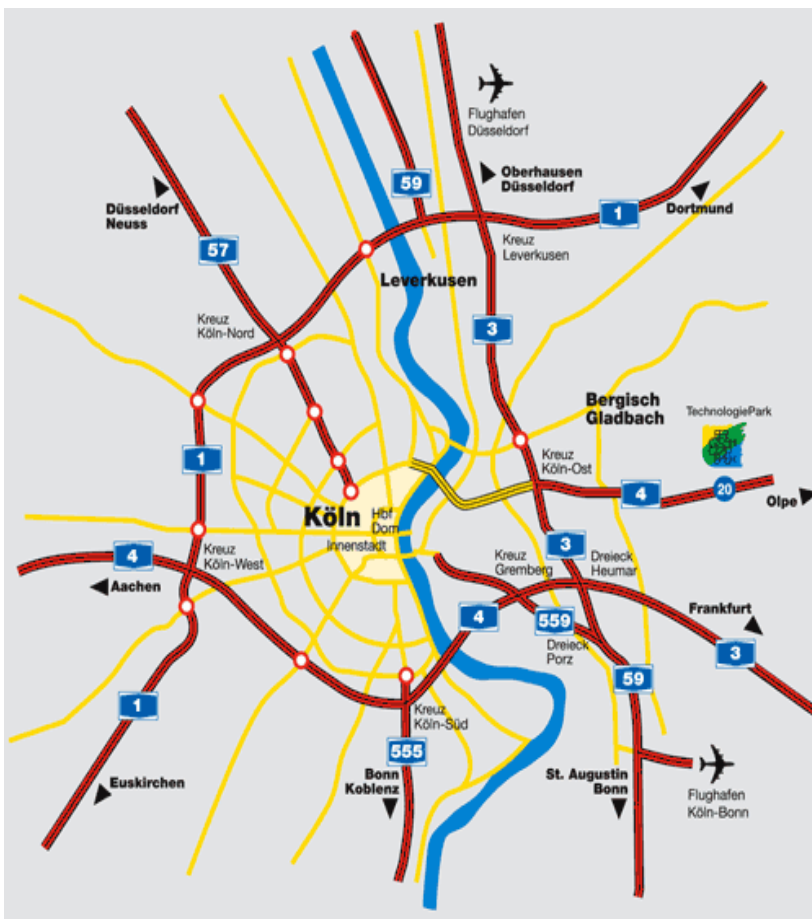 Flughafen
Düsseldorf
59
Oberhausen
Düsseldorf
Düsseldorf
Neuss
1
Dortmund
57
Kreuz
Leverkusen
Leverkusen
Kreuz
Köln-Nord
3
Bergisch
Gladbach
TechnologiePark
1
Kreuz
Köln-Ost
4
20
Olpe
Köln
Hbf
Dom
Innenstadt
4
Kreuz
Köln-West
Kreuz
Gremberg
3
Dreieck
Heumar
Aachen
4
559
Frankfurt
Dreieck
Porz
3
59
1
Kreuz
Köln-Süd
555
Euskirchen
Bonn
Koblenz
St. Augustin
Bonn
Flughafen
Köln-Bonn